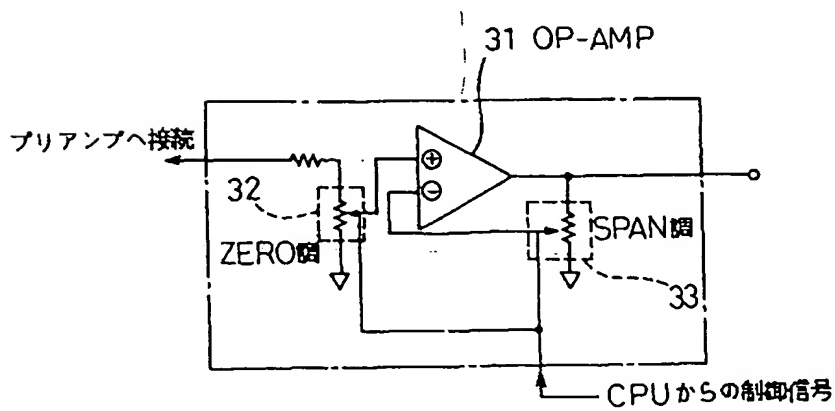 31 OP-AMP
プリアンプへ接続
32
⊕
⊖
ZERO調
SPAN調
33
CPUからの制御信号